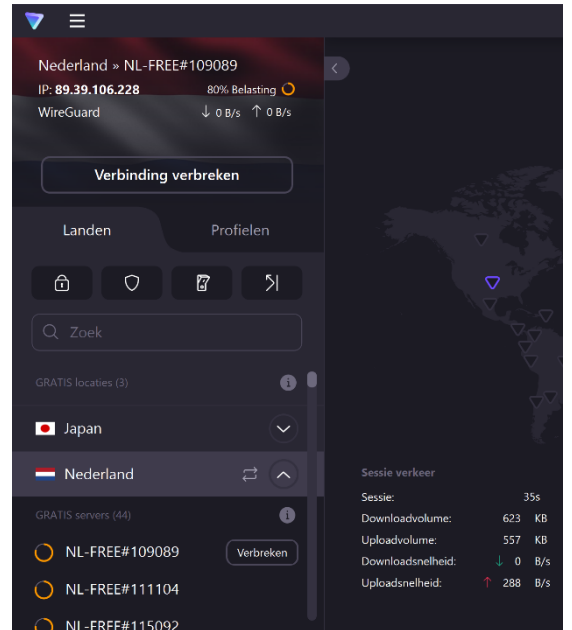 Nederland » NL-FREE#109089
IP: 89.39.106.228 80% Belasting
WireGuard ↓ 0 B/s ↑ 0 B/s
Verbinding verbreken
Landen Profielen
Zoek
GRATIS locaties (3)
Japan
Nederland
GRATIS servers (44)
NL-FREE#109089 Verbreken
NL-FREE#111104
NL-FREE#115092
Sessie verkeer
Sessie: 35s
Downloadvolume: 623 KB
Uploadvolume: 557 KB
Downloadsnelheid: ↓ 0 B/s
Uploadsnelheid: ↑ 288 B/s